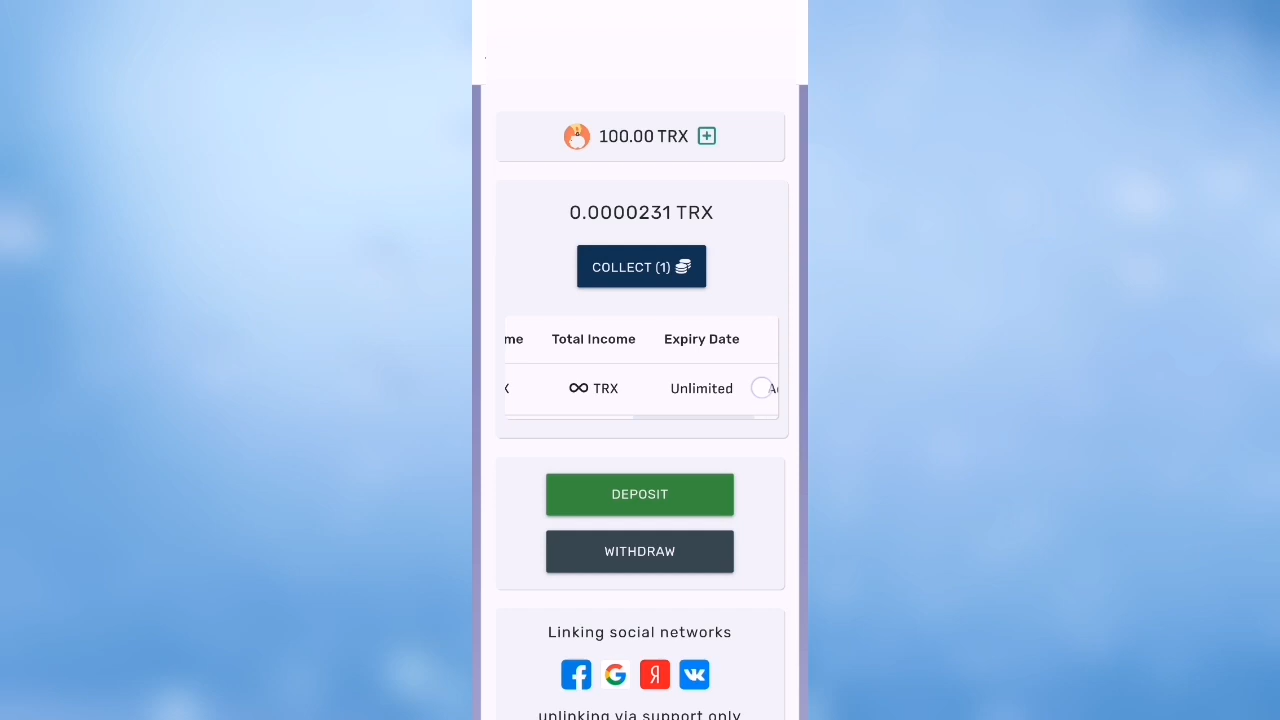 100.00 TRX
0.0000231 TRX
COLLECT (1)
me Total Income Expiry Date
X ∞ TRX Unlimited A
DEPOSIT
WITHDRAW
Linking social networks
Я
unlinking via support only